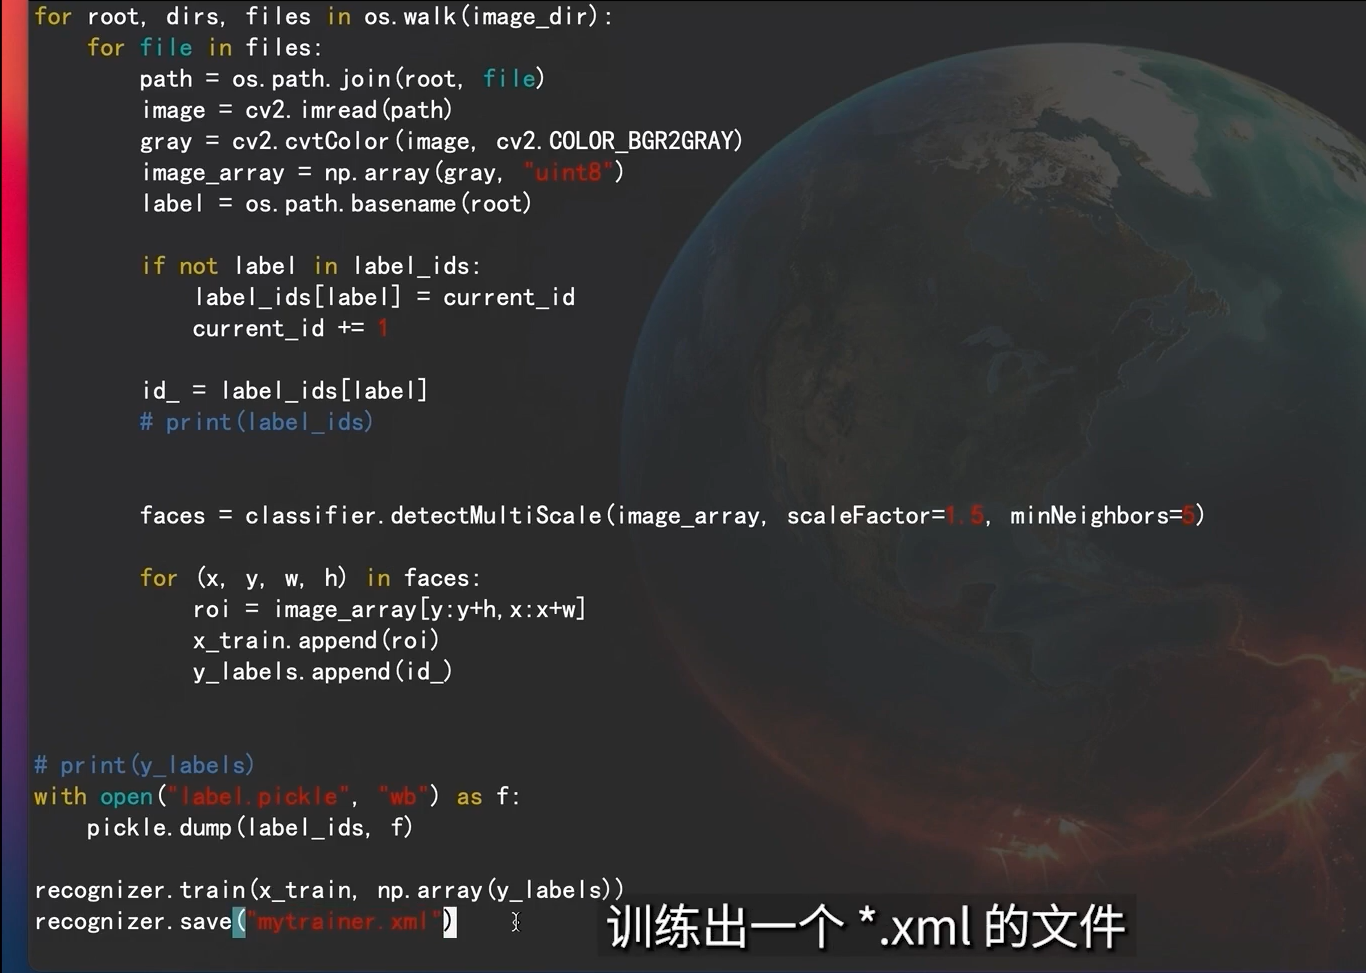 for root, dirs, files in os.walk(image_dir):
    for file in files:
        path = os.path.join(root, file)
        image = cv2.imread(path)
        gray = cv2.cvtColor(image, cv2.COLOR_BGR2GRAY)
        image_array = np.array(gray, "uint8")
        label = os.path.basename(root)
        if not label in label_ids:
            label_ids[label] = current_id
            current_id += 1
        id_ = label_ids[label]
        # print(label_ids)
        faces = classifier.detectMultiScale(image_array, scaleFactor=1.5, minNeighbors=5)
        for (x, y, w, h) in faces:
            roi = image_array[y:y+h,x:x+w]
            x_train.append(roi)
            y_labels.append(id_)
# print(y_labels)
with open("label.pickle", "wb") as f:
    pickle.dump(label_ids, f)
recognizer.train(x_train, np.array(y_labels))
recognizer.save("mytrainer.xml")
训练出一个 *.xml 的文件